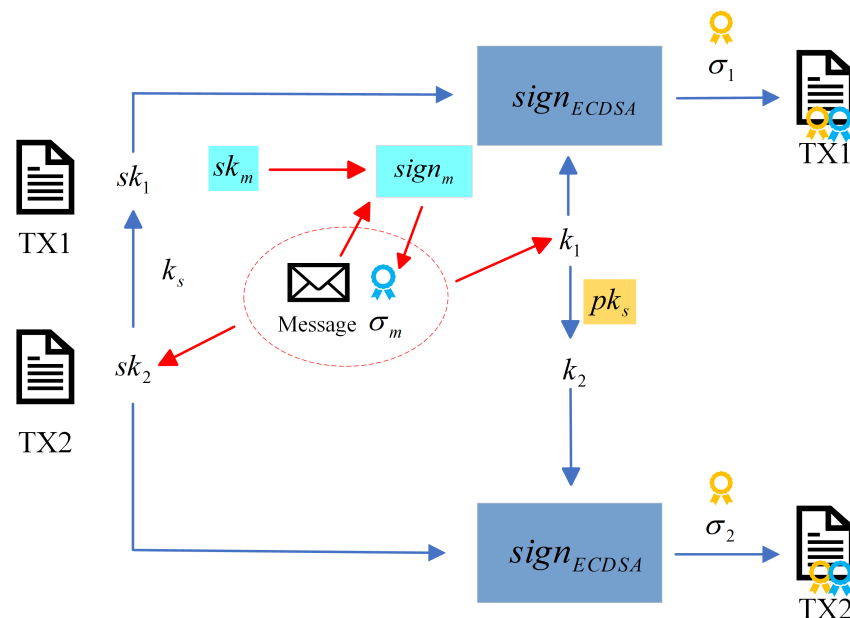 σ₁
sign_ECDSA
TX1
sk₁
sk_m
sign_m
TX1
k₁
k_s
pk_s
Message σ_m
sk₂
k₂
TX2
σ₂
sign_ECDSA
TX2